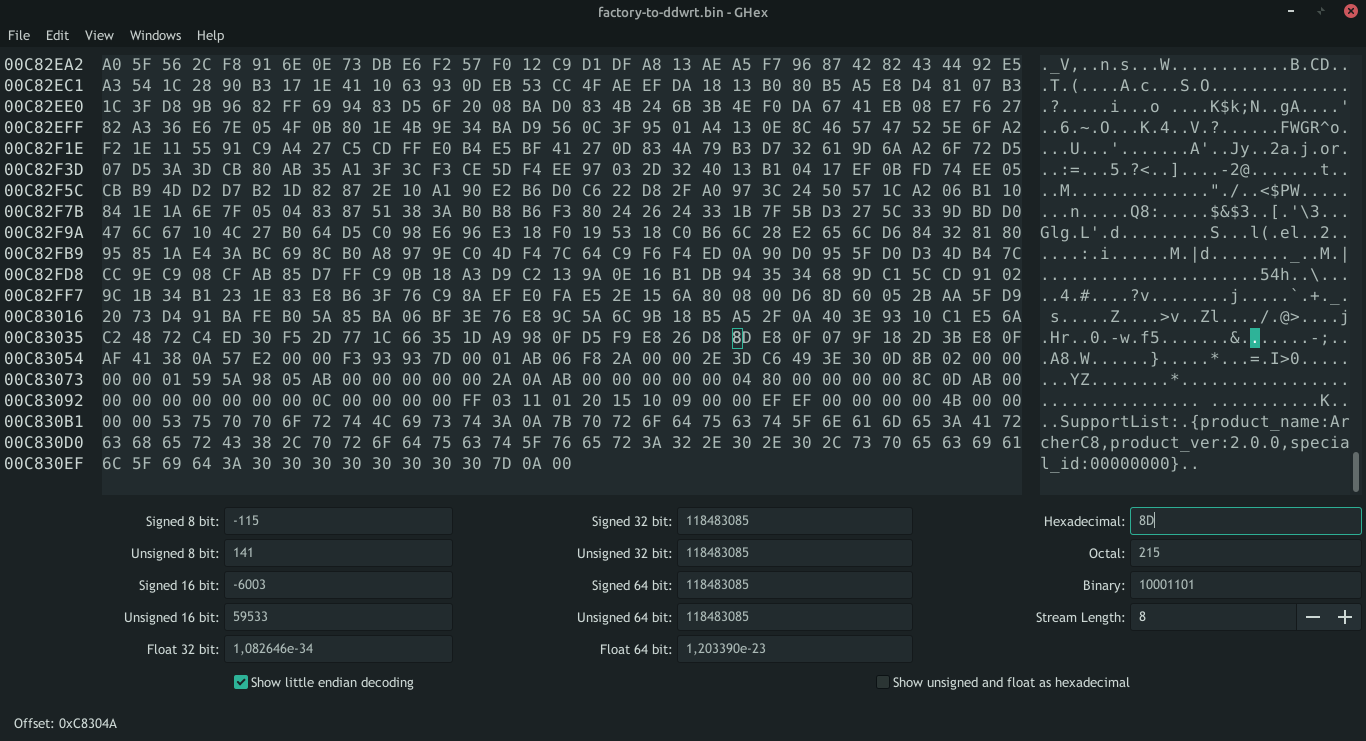 factory-to-ddwrt.bin - GHex
File Edit View Windows Help
00C82EA2 A0 5F 56 2C F8 91 6E 0E 73 DB E6 F2 57 F0 12 C9 D1 DF A8 13 AE A5 F7 96 87 42 82 43 44 92 E5 ._V,..n.s...W............B.CD..
00C82EC1 A3 54 1C 28 90 B3 17 1E 41 10 63 93 0D EB 53 CC 4F AE EF DA 18 13 B0 80 B5 A5 E8 D4 81 07 B3 .T.(....A.c...S.O..............
00C82EE0 1C 3F D8 9B 96 82 FF 69 94 83 D5 6F 20 08 BA D0 83 4B 24 6B 3B 4E F0 DA 67 41 EB 08 E7 F6 27 .?.....i...o ....K$k;N..gA....'
00C82EFF 82 A3 36 E6 7E 05 4F 0B 80 1E 4B 9E 34 BA D9 56 0C 3F 95 01 A4 13 0E 8C 46 57 47 52 5E 6F A2 ..6.~.O...K.4..V.?......FWGR^o.
00C82F1E F2 1E 11 55 91 C9 A4 27 C5 CD FF E0 B4 E5 BF 41 27 0D 83 4A 79 B3 D7 32 61 9D 6A A2 6F 72 D5 ...U...'.......A'..Jy..2a.j.or.
00C82F3D 07 D5 3A 3D CB 80 AB 35 A1 3F 3C F3 CE 5D F4 EE 97 03 2D 32 40 13 B1 04 17 EF 0B FD 74 EE 05 ..:=...5.?<..]....-2@.......t..
00C82F5C CB B9 4D D2 D7 B2 1D 82 87 2E 10 A1 90 E2 B6 D0 C6 22 D8 2F A0 97 3C 24 50 57 1C A2 06 B1 10 ..M.............."./..<$PW.....
00C82F7B 84 1E 1A 6E 7F 05 04 83 87 51 38 3A B0 B8 B6 F3 80 24 26 24 33 1B 7F 5B D3 27 5C 33 9D BD D0 ...n.....Q8:.....$&$3..[.'\3...
00C82F9A 47 6C 67 10 4C 27 B0 64 D5 C0 98 E6 96 E3 18 F0 19 53 18 C0 B6 6C 28 E2 65 6C D6 84 32 81 80 Glg.L'.d.........S...l(.el..2..
00C82FB9 95 85 1A E4 3A BC 69 8C B0 A8 97 9E C0 4D F4 7C 64 C9 F6 F4 ED 0A 90 D0 95 5F D5 D3 4D B4 7C ....:.i......M.|d........_..M.|
00C82FD8 CC 9E C9 08 CF AB 85 D7 FF C9 0B 18 A3 D9 C2 13 9A 0E 16 B1 DB 94 35 34 68 9D C1 5C CD 91 02 ......................54h..\...
00C82FF7 9C 1B 34 B1 23 1E 83 E8 B6 3F 76 C9 8A EF E0 FA E5 2E 15 6A 80 08 00 D6 8D 60 05 2B AA 5F D9 ..4.#....?v........j.....`.+._.
00C83016 20 73 D4 91 BA FE B0 5A 85 BA 06 BF 3E 76 E8 9C 5A 6C 9B 18 B5 A5 2F 0A 40 3E 93 10 C1 E5 6A s.....Z....>v..Zl..../.@>....j
00C83035 C2 48 72 C4 ED 30 F5 2D 77 1C 66 35 1D A9 98 0F D5 F9 E8 26 D8 8D E8 0F 07 9F 18 2D 3B E8 0F .Hr..0.-w.f5.......&.......-;..
00C83054 AF 41 38 0A 57 E2 00 00 F3 93 93 7D 00 01 AB 06 F8 2A 00 00 2E 3D C6 49 3E 30 0D 8B 02 00 00 .A8.W......}.....*...=.I>0.....
00C83073 00 00 01 59 5A 98 05 AB 00 00 00 00 00 2A 0A AB 00 00 00 00 00 04 80 00 00 00 00 8C 0D AB 00 ...YZ........*.................
00C83092 00 00 00 00 00 00 00 0C 00 00 00 00 FF 03 11 01 20 15 10 09 00 00 EF EF 00 00 00 00 4B 00 00 ................ ...........K..
00C830B1 00 00 53 75 70 70 6F 72 74 4C 69 73 74 3A 0A 7B 70 72 6F 64 75 63 74 5F 6E 61 6D 65 3A 41 72 ..SupportList:.{product_name:Ar
00C830D0 63 68 65 72 43 38 2C 70 72 6F 64 75 63 74 5F 76 65 72 3A 32 2E 30 2E 30 2C 73 70 65 63 69 61 cherC8,product_ver:2.0.0,specia
00C830EF 6C 5F 69 64 3A 30 30 30 30 30 30 30 30 7D 0A 00 l_id:00000000}..
Signed 8 bit: -115 Signed 32 bit: 118483085 Hexadecimal: 8D
Unsigned 8 bit: 141 Unsigned 32 bit: 118483085 Octal: 215
Signed 16 bit: -6003 Signed 64 bit: 118483085 Binary: 10001101
Unsigned 16 bit: 59533 Unsigned 64 bit: 118483085 Stream Length: 8
Float 32 bit: 1,082646e-34 Float 64 bit: 1,203390e-23
Show little endian decoding Show unsigned and float as hexadecimal
Offset: 0xC8304A